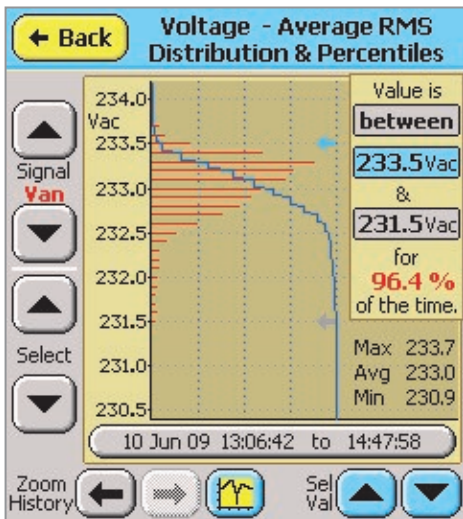 ← Back
Voltage - Average RMS
Distribution & Percentiles
Signal
Van
Select
234.0
Vac
233.5
233.0
232.5
232.0
231.5
231.0
230.5
Value is
between
233.5Vac
&
231.5Vac
for
96.4 %
of the time.
Max 233.7
Avg 233.0
Min 230.9
10 Jun 09 13:06:42 to 14:47:58
Zoom
History
Sel
Val